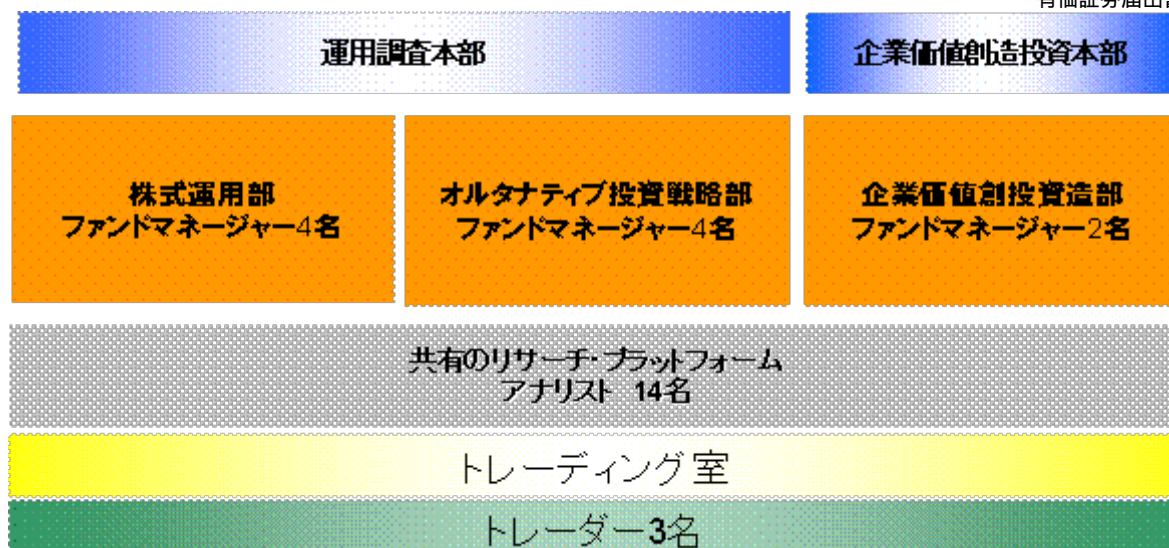 運用調査本部
企業価値創造投資本部
株式運用部
ファンドマネージャー4名
オルタナティブ投資戦略部
ファンドマネージャー4名
企業価値創投資造部
ファンドマネージャー2名
共有のリサーチ・プラットフォーム
アナリスト 14名
トレーディング室
トレーダー3名